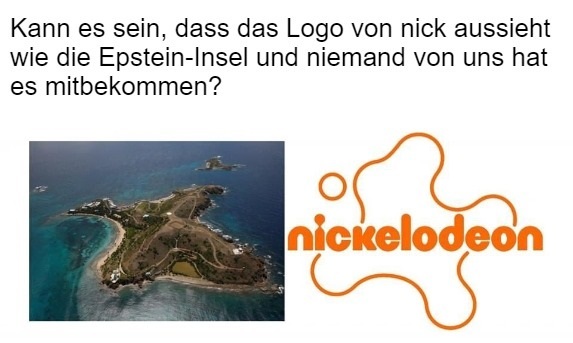 Kann es sein, dass das Logo von nick aussieht
wie die Epstein-Insel und niemand von uns hat
es mitbekommen?
nickelodeon